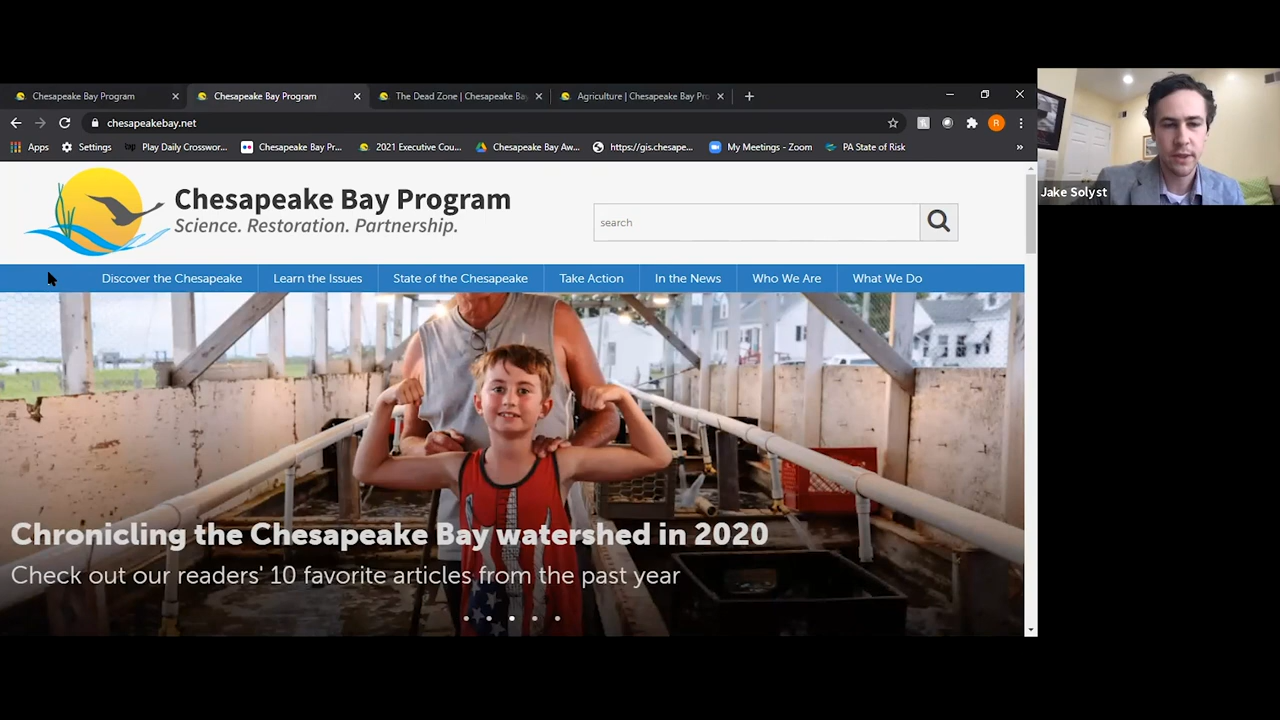 Chesapeake Bay Program
Chesapeake Bay Program
The Dead Zone | Chesapeake Ba
Agriculture | Chesapeake Bay Pro
chesapeakebay.net
Apps
Settings
Play Daily Crosswor...
Chesapeake Bay Pr...
2021 Executive Cou...
Chesapeake Bay Aw...
https://gis.chesape...
My Meetings - Zoom
PA State of Risk
Jake Solyst
Chesapeake Bay Program
Science. Restoration. Partnership.
search
Discover the Chesapeake
Learn the Issues
State of the Chesapeake
Take Action
In the News
Who We Are
What We Do
Chronicling the Chesapeake Bay watershed in 2020
Check out our readers' 10 favorite articles from the past year